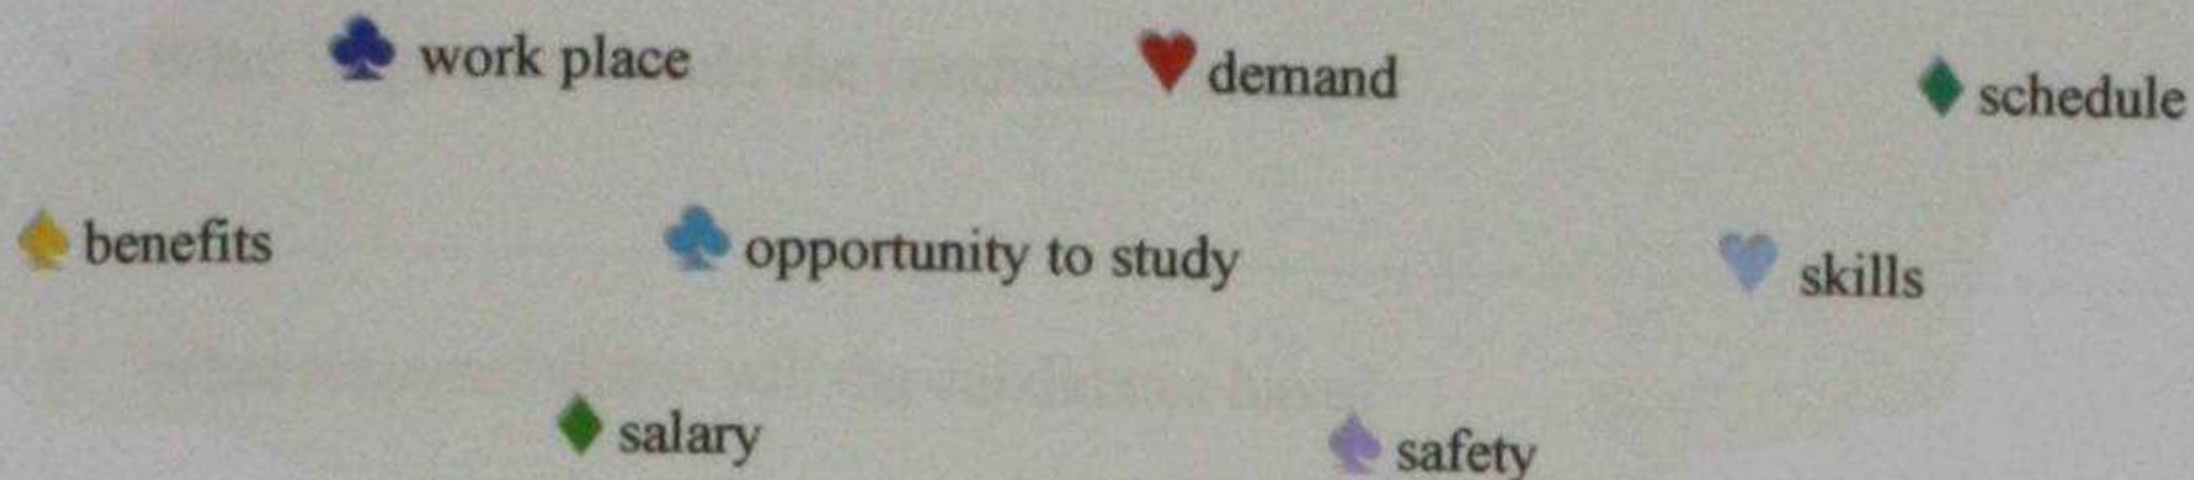 ♣ work place ♥ demand ♦ schedule
♠ benefits ♣ opportunity to study ♥ skills
♦ salary ♠ safety